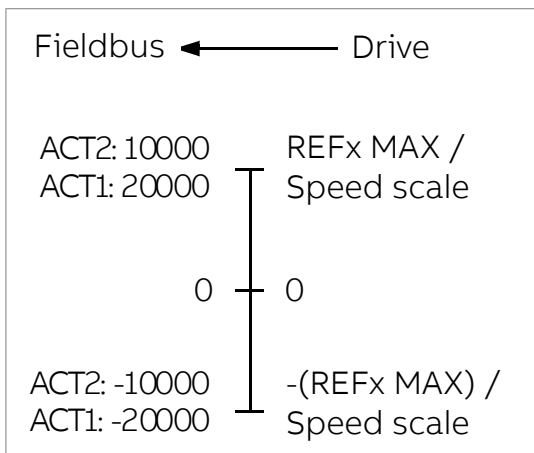 Fieldbus Drive
ACT2: 10000 REFx MAX /
ACT1: 20000 Speed scale
0 0
ACT2: -10000 -(REFx MAX) /
ACT1: -20000 Speed scale